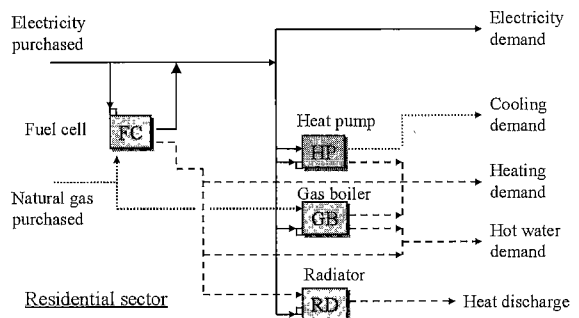 Electricity
purchased
Electricity
demand
Cooling
demand
Heat pump
Fuel cell
FC
HP
Heating
demand
Gas boiler
Natural gas
purchased
GB
Hot water
demand
Radiator
Residential sector
RD
Heat discharge